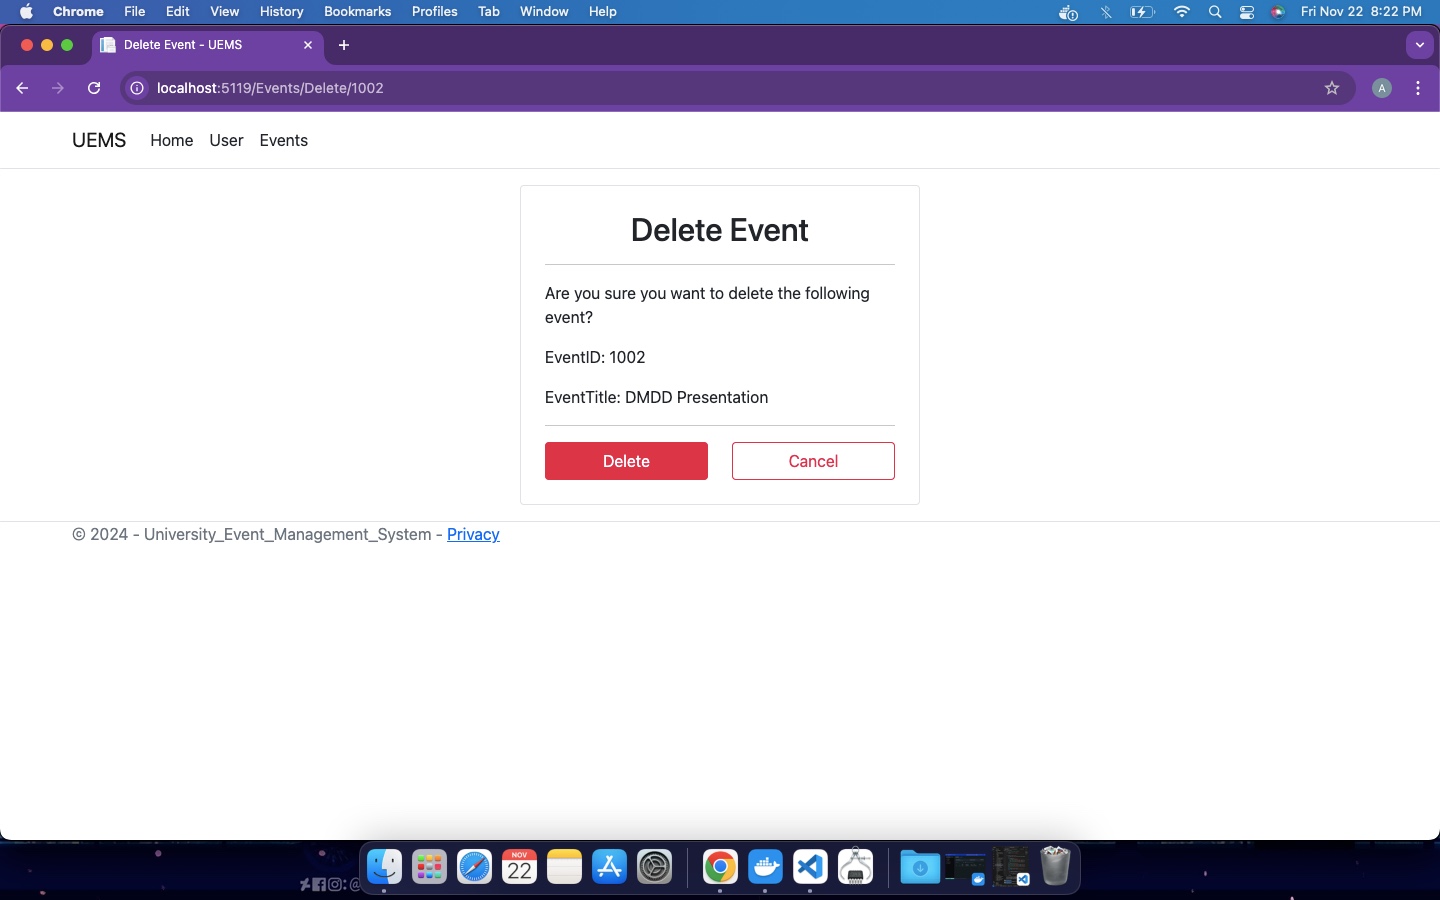 Chrome File Edit View History Bookmarks Profiles Tab Window Help Fri Nov 22 8:22 PM
Delete Event - UEMS
localhost:5119/Events/Delete/1002
A
UEMS Home User Events
Delete Event
Are you sure you want to delete the following
event?
EventID: 1002
EventTitle: DMDD Presentation
Delete Cancel
© 2024 - University_Event_Management_System - Privacy
NOV
22